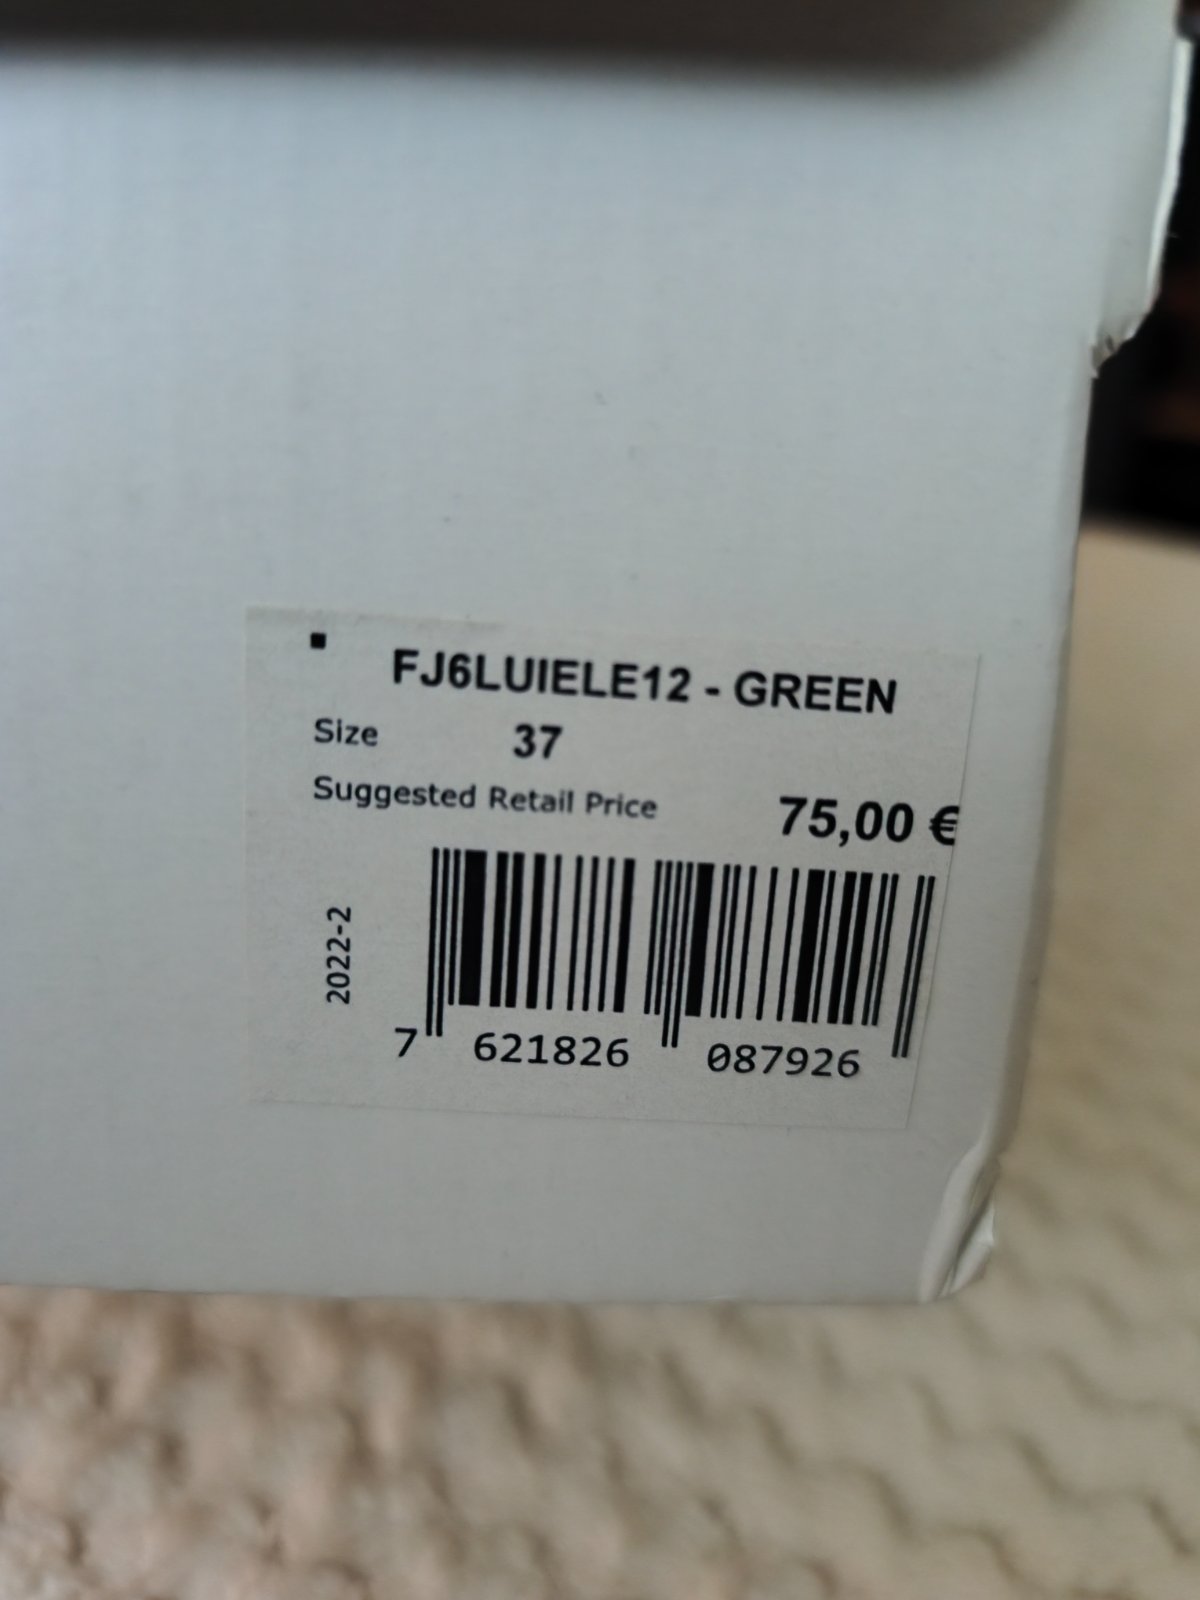 FJ6LUIELE12 - GREEN
Size 37
Suggested Retail Price 75,00 €
2022-2
7 621826 087926